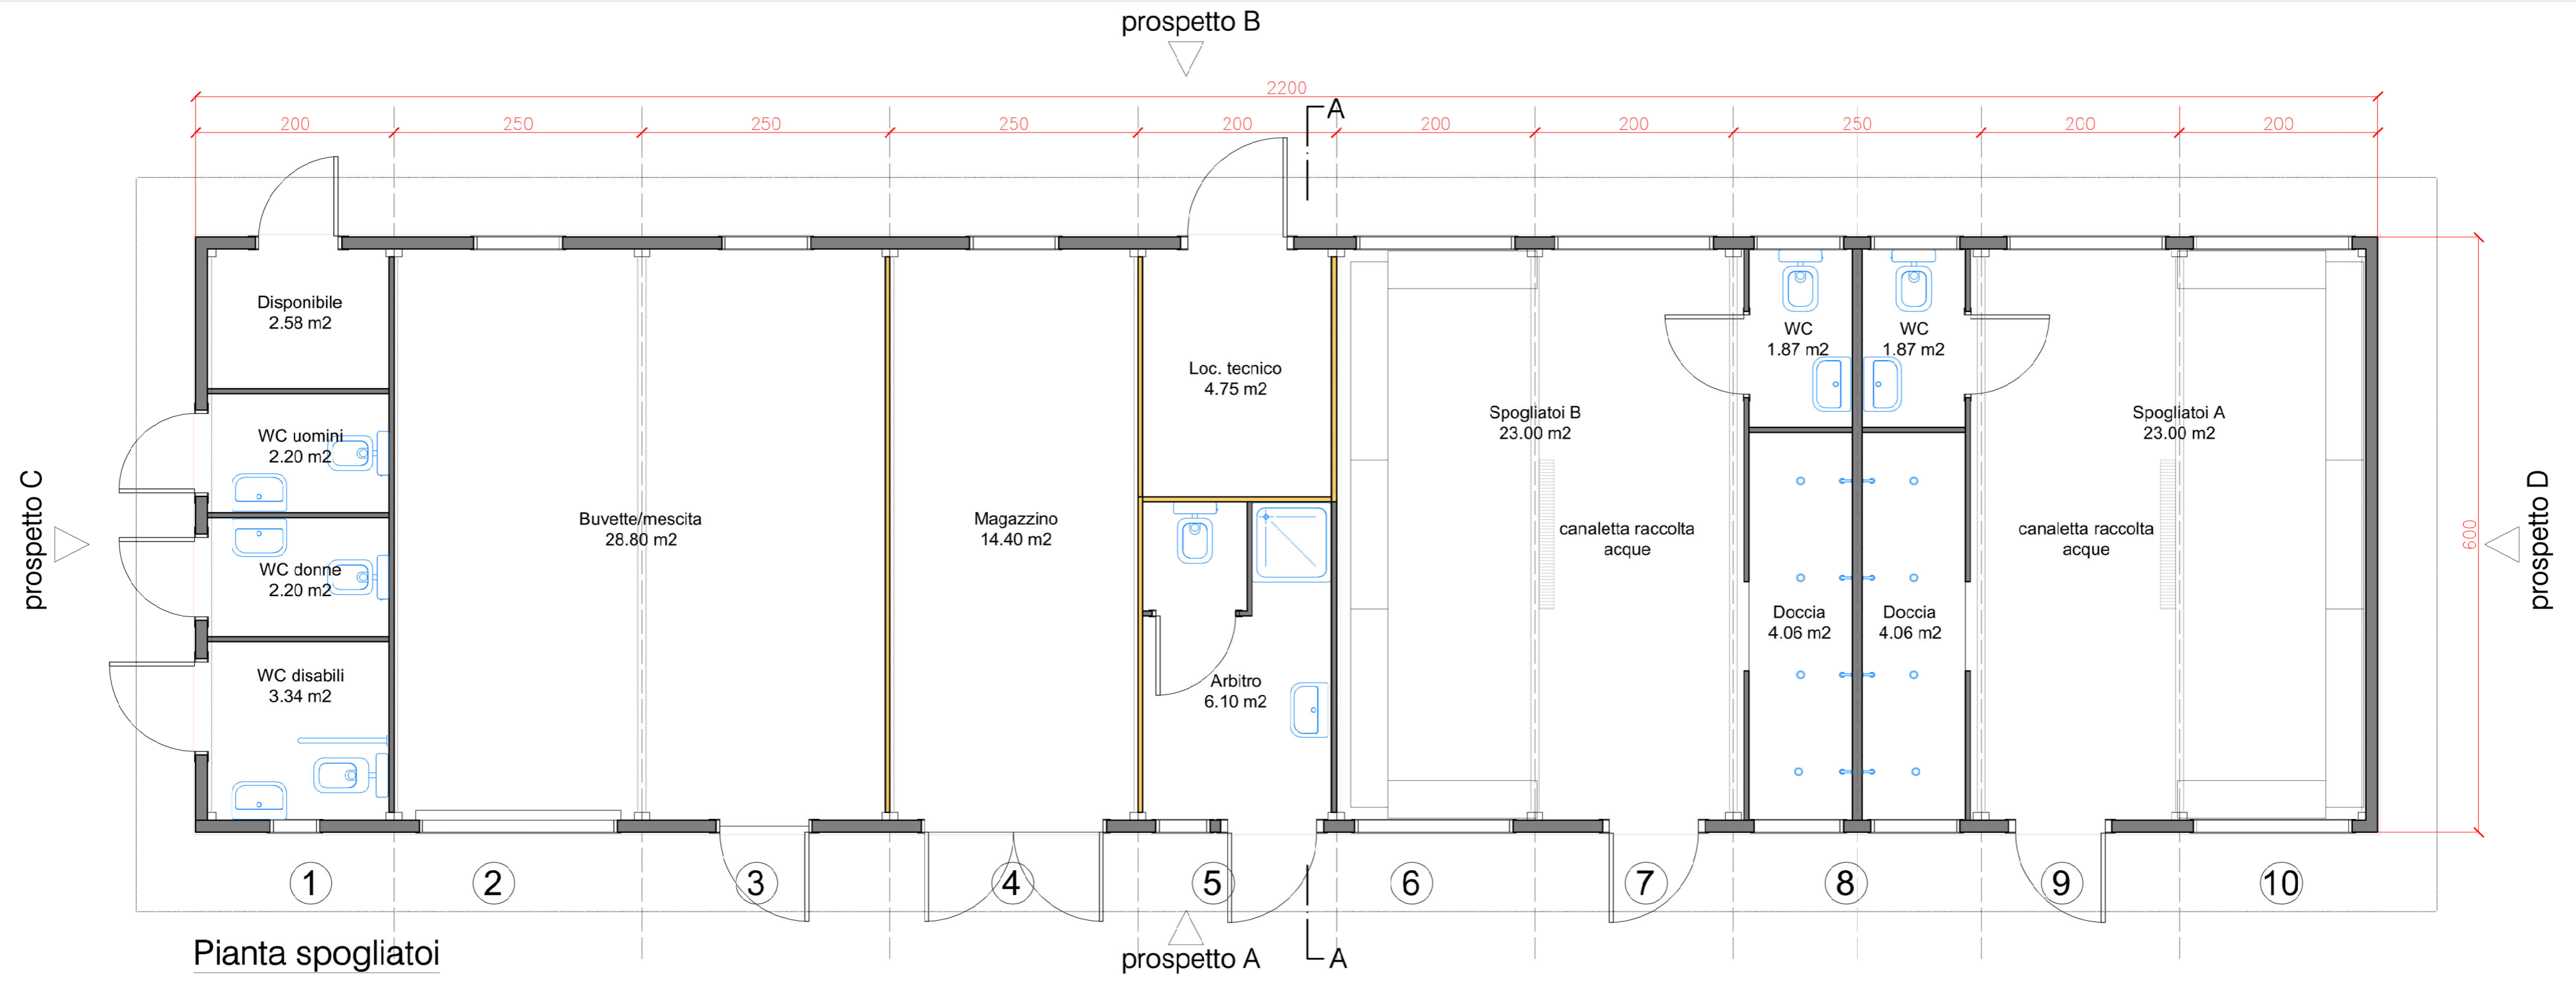 prospetto B
2200
A
200
250
250
250
200
200
200
250
200
200
Disponibile
2.58 m2
WC uomini
2.20 m2
WC donne
2.20 m2
WC disabili
3.34 m2
Buvette/mescita
28.80 m2
Magazzino
14.40 m2
Loc. tecnico
4.75 m2
Arbitro
6.10 m2
Spogliatoi B
23.00 m2
canaletta raccolta
acque
WC
1.87 m2
WC
1.87 m2
Doccia
4.06 m2
Doccia
4.06 m2
Spogliatoi A
23.00 m2
canaletta raccolta
acque
600
prospetto C
prospetto D
1
2
3
4
5
6
7
8
9
10
Pianta spogliatoi
prospetto A
A